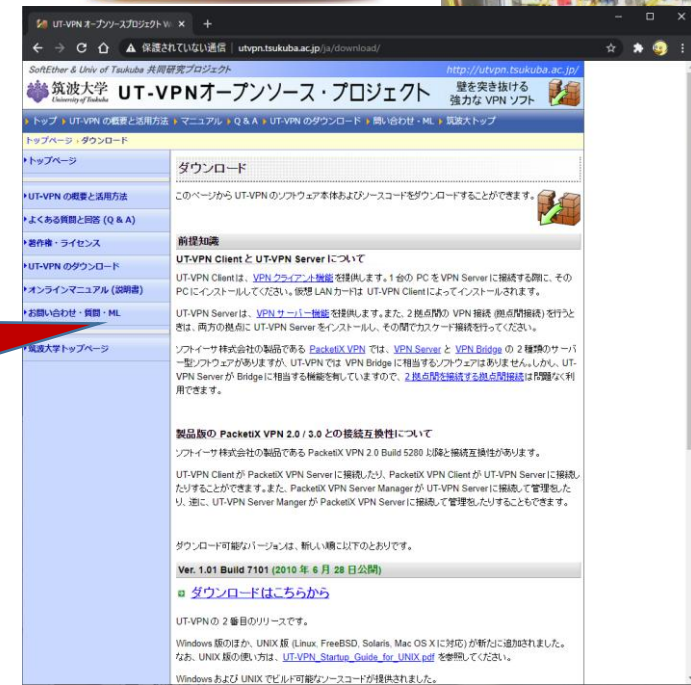 UT-VPN オープンソースプロジェクト W
保護されていない通信 | utvpn.tsukuba.ac.jp/ja/download/
SoftEther & Univ of Tsukuba 共同研究プロジェクト
http://utvpn.tsukuba.ac.jp/
筑波大学 UT-VPNオープンソース・プロジェクト
University of Tsukuba
壁を突き抜ける
強力な VPN ソフト
トップ UT-VPN の概要と活用方法 マニュアル Q & A UT-VPN のダウンロード 問い合わせ・ML 筑波大トップ
トップページ › ダウンロード
トップページ
UT-VPN の概要と活用方法
よくある質問と回答 (Q & A)
著作権・ライセンス
UT-VPN のダウンロード
オンラインマニュアル (説明書)
お問い合わせ・質問・ML
筑波大学トップページ
ダウンロード
このページから UT-VPN のソフトウェア本体およびソースコードをダウンロードすることができます。
前提知識
UT-VPN Client と UT-VPN Server について
UT-VPN Client は、VPN クライアント機能を提供します。1 台の PC を VPN Server に接続する際に、その
PC にインストールしてください。仮想 LAN カードは UT-VPN Client によってインストールされます。
UT-VPN Server は、VPN サーバー機能を提供します。また、2 拠点間の VPN 接続 (拠点間接続) を行うと
きは、両方の拠点に UT-VPN Server をインストールし、その間でカスケード接続を行ってください。
ソフトイーサ株式会社の製品である PacketiX VPN では、VPN Server と VPN Bridge の 2 種類のサーバ
ー型ソフトウェアがありますが、UT-VPN では VPN Bridge に相当するソフトウェアはありません。しかし、UT-
VPN Server が Bridge に相当する機能を有していますので、2 拠点間を接続する拠点間接続は問題なく利
用できます。
製品版の PacketiX VPN 2.0 / 3.0 との接続互換性について
ソフトイーサ株式会社の製品である PacketiX VPN 2.0 Build 5280 以降と接続互換性があります。
UT-VPN Client が PacketiX VPN Server に接続したり、PacketiX VPN Client が UT-VPN Server に接続し
たりすることができます。また、PacketiX VPN Server Manager が UT-VPN Server に接続して管理をした
り、逆に、UT-VPN Server Manger が PacketiX VPN Server に接続して管理をしたりすることもできます。
ダウンロード可能なバージョンは、新しい順に以下のとおりです。
Ver. 1.01 Build 7101 (2010 年 6 月 28 日公開)
ダウンロードはこちらから
UT-VPN の 2 番目のリリースです。
Windows 版のほか、UNIX 版 (Linux, FreeBSD, Solaris, Mac OS X に対応) が新たに追加されました。
なお、UNIX 版の使い方は、UT-VPN_Startup_Guide_for_UNIX.pdf を参照してください。
Windows および UNIX でビルド可能なソースコードが提供されました。